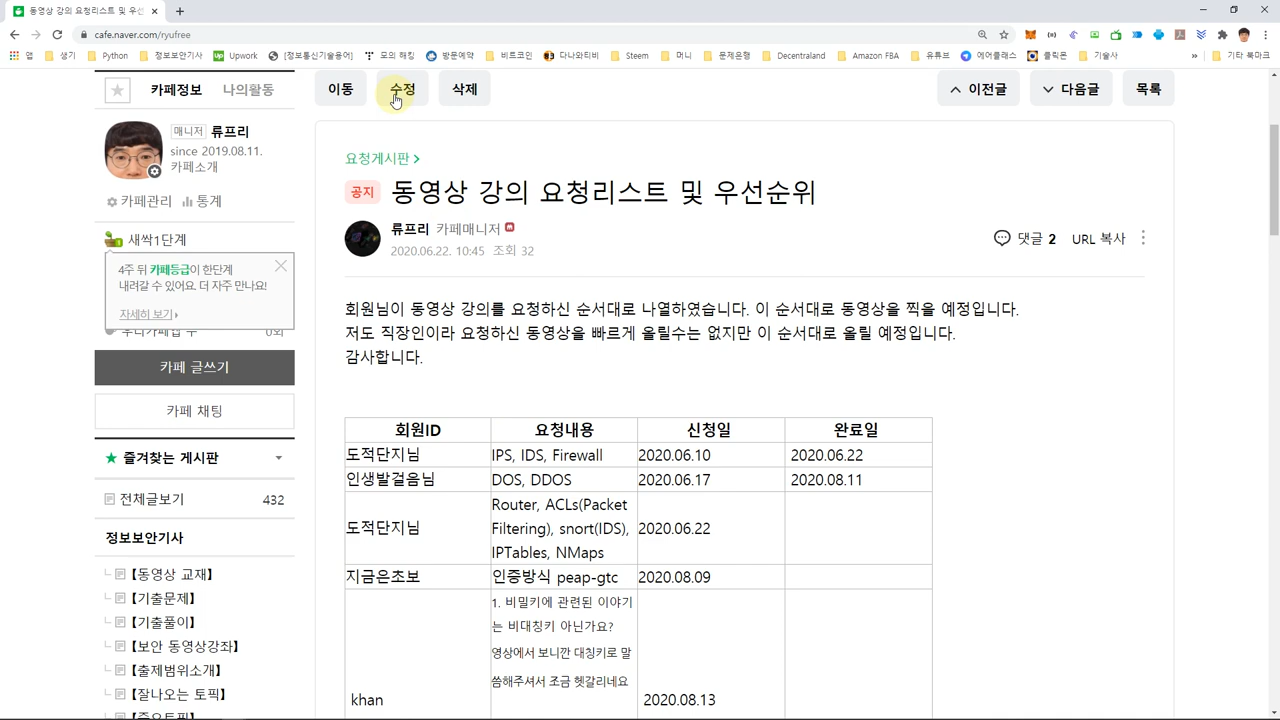 동영상 강의 요청리스트 및 우선
cafe.naver.com/ryufree
앱 생기 Python 정보보안기사 Upwork [정보통신기술용어] 모의 해킹 방문예약 비트코인 다나와티비 Steem 머니 문제은행 Decentraland Amazon FBA 유튜브 에어클래스 클릭몬 기술사 » 기타 북마크
카페정보 나의활동
이동 수정 삭제 이전글 다음글 목록
매니저 류프리
since 2019.08.11.
카페소개
카페관리 통계
새싹1단계
4주 뒤 카페등급이 한단계
내려갈 수 있어요. 더 자주 만나요!
자세히 보기
0회
카페 글쓰기
카페 채팅
즐겨찾는 게시판
전체글보기 432
정보보안기사
【동영상 교재】
【기출문제】
【기출풀이】
【보안 동영상강좌】
【출제범위소개】
【잘나오는 토픽】
【중요토픽】
요청게시판
공지 동영상 강의 요청리스트 및 우선순위
류프리 카페매니저
2020.06.22. 10:45 조회 32
댓글 2 URL 복사
회원님이 동영상 강의를 요청하신 순서대로 나열하였습니다. 이 순서대로 동영상을 찍을 예정입니다.
저도 직장인이라 요청하신 동영상을 빠르게 올릴수는 없지만 이 순서대로 올릴 예정입니다.
감사합니다.
회원ID 요청내용 신청일 완료일
도적단지님 IPS, IDS, Firewall 2020.06.10 2020.06.22
인생발걸음님 DOS, DDOS 2020.06.17 2020.08.11
도적단지님 Router, ACLs(Packet
Filtering), snort(IDS),
IPTables, NMaps 2020.06.22
지금은초보 인증방식 peap-gtc 2020.08.09
1. 비밀키에 관련된 이야기
는 비대칭키 아닌가요?
영상에서 보니깐 대칭키로 말
씀해주셔서 조금 헷갈리네요
khan 2020.08.13